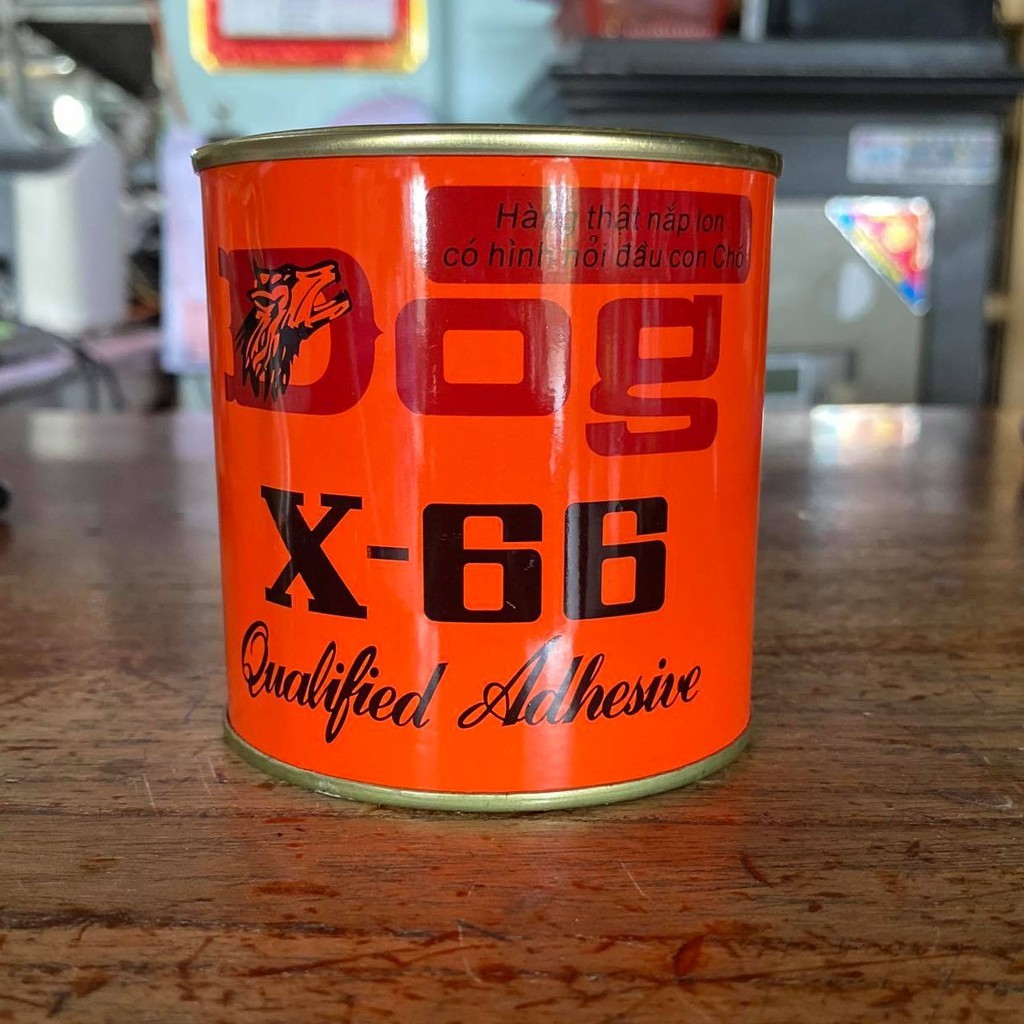 Hàng thật nắp lon
có hình nổi đầu con Chó
Dog
X-66
Qualified Adhesive